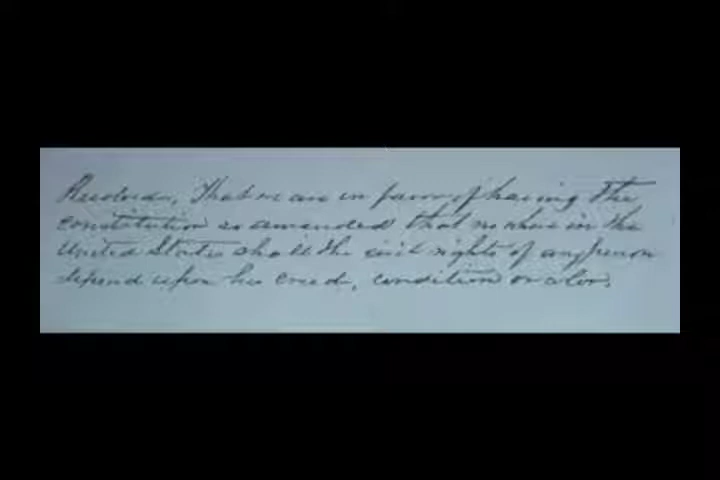 Resolved, That we are in favor of having the
constitution so amended that no where in the
United States shall the civil rights of any person
depend upon his creed, condition or color.